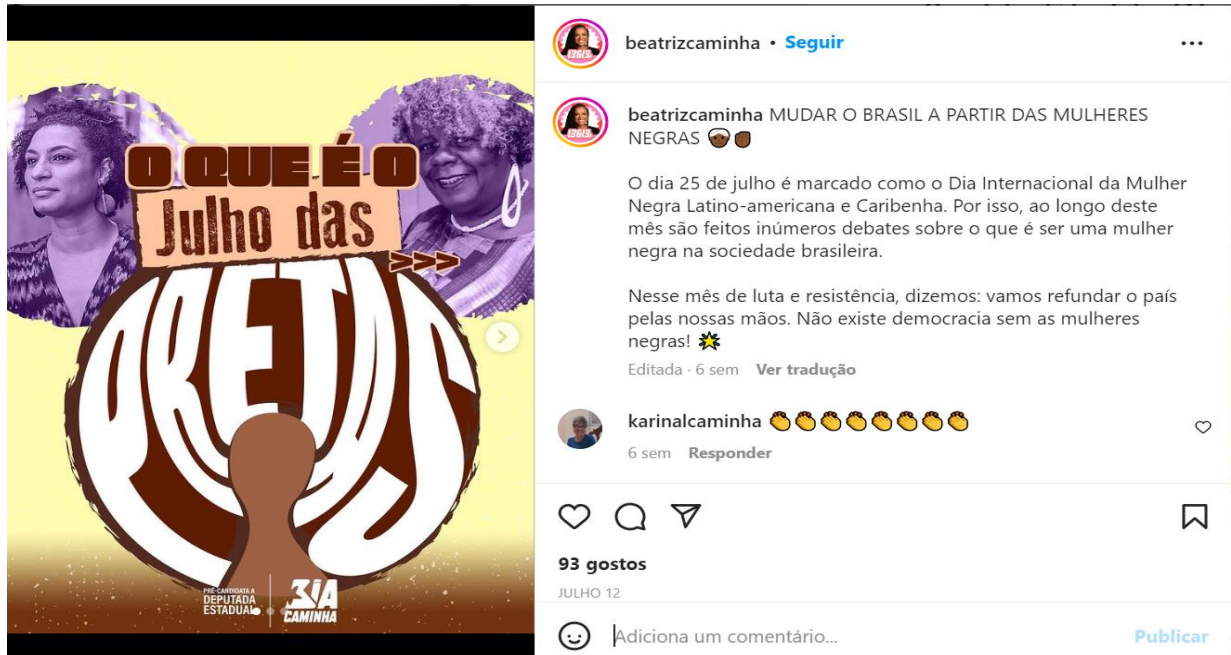 O QUE É O
Julho das
>>>
PRETAS
PRÉ-CANDIDATA A
DEPUTADA
ESTADUAL
BIA
CAMINHA
beatrizcaminha • Seguir
beatrizcaminha MUDAR O BRASIL A PARTIR DAS MULHERES
NEGRAS 👩🏾‍🦳✊🏾
O dia 25 de julho é marcado como o Dia Internacional da Mulher
Negra Latino-americana e Caribenha. Por isso, ao longo deste
mês são feitos inúmeros debates sobre o que é ser uma mulher
negra na sociedade brasileira.
Nesse mês de luta e resistência, dizemos: vamos refundar o país
pelas nossas mãos. Não existe democracia sem as mulheres
negras! 🌟
Editada · 6 sem Ver tradução
karinalcaminha 👏👏👏👏👏👏👏👏
6 sem Responder
93 gostos
JULHO 12
Adiciona um comentário...
Publicar